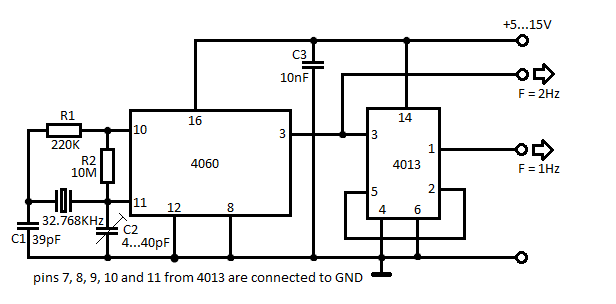 +5...15V
C3
10nF
F = 2Hz
R1
220K
16
10
3
4060
14
3
1
4013
F = 1Hz
R2
10M
11
5
2
32.768KHz
12
8
4
6
C1
39pF
C2
4...40pF
pins 7, 8, 9, 10 and 11 from 4013 are connected to GND